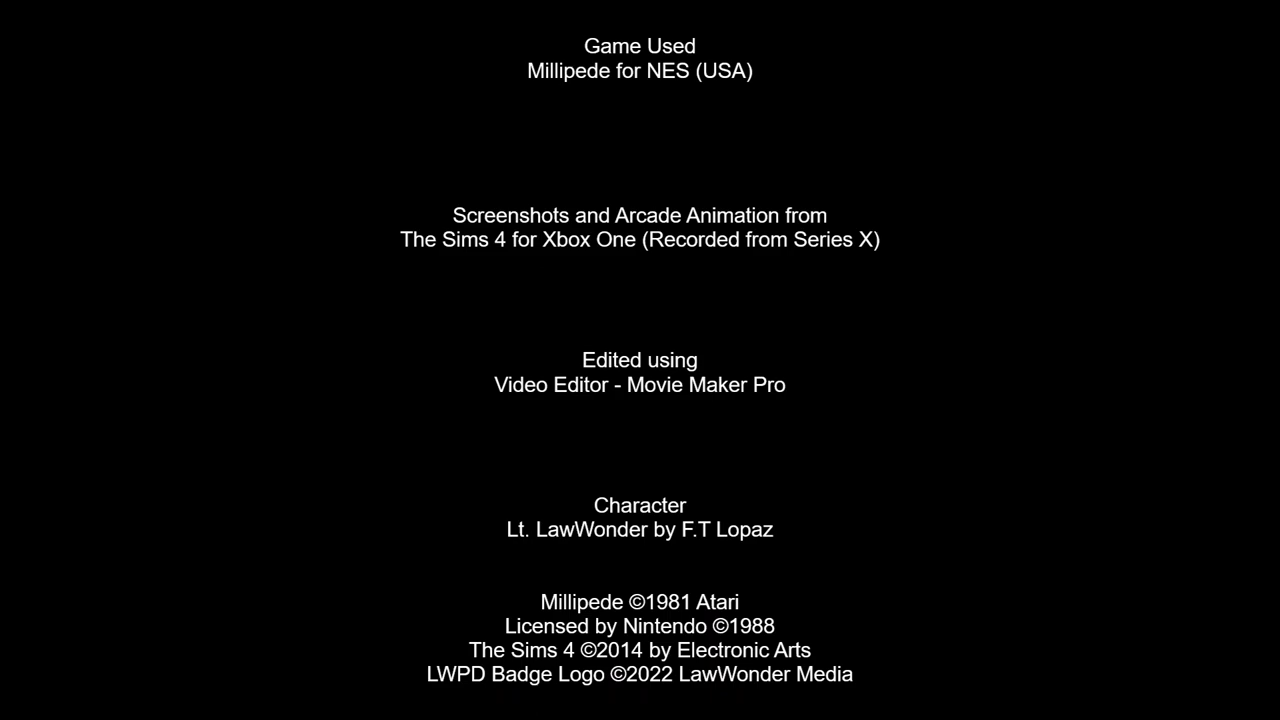 Game Used
Millipede for NES (USA)
Screenshots and Arcade Animation from
The Sims 4 for Xbox One (Recorded from Series X)
Edited using
Video Editor - Movie Maker Pro
Character
Lt. LawWonder by F.T Lopaz
Millipede ©1981 Atari
Licensed by Nintendo ©1988
The Sims 4 ©2014 by Electronic Arts
LWPD Badge Logo ©2022 LawWonder Media